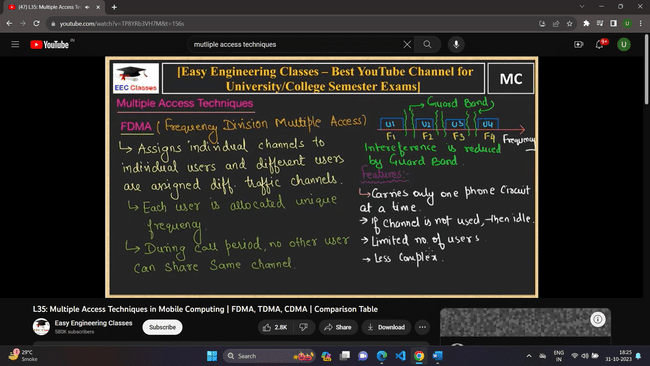 (47) L35: Multiple Access Techni
youtube.com/watch?v=TP8YRb3VH7M&t=156s
YouTube IN
mutliple access techniques
9+
U
EEC Classes
[Easy Engineering Classes – Best YouTube Channel for
University/College Semester Exams]
MC
Multiple Access Techniques
FDMA (Frequency Division Multiple Access)
↳ Assigns individual channels to
individual users and different users
are assigned diff. traffic channels.
↳ Each user is allocated unique
frequency.
↳ During call period, no other user
can share same channel.
Guard Band
U1 U2 U3 U4
F1 F2 F3 F4 Frequency
Intereference is reduced
by Guard Band.
Features:-
↳ Carries only one phone circuit
at a time
→ If channel is not used, then idle.
→ Limited no. of users.
→ Less Complex.
L35: Multiple Access Techniques in Mobile Computing | FDMA, TDMA, CDMA | Comparison Table
Easy Engineering Classes
580K subscribers
Subscribe
2.8K
Share
Download
29°C
Smoke
Search
ENG
IN
18:25
31-10-2023